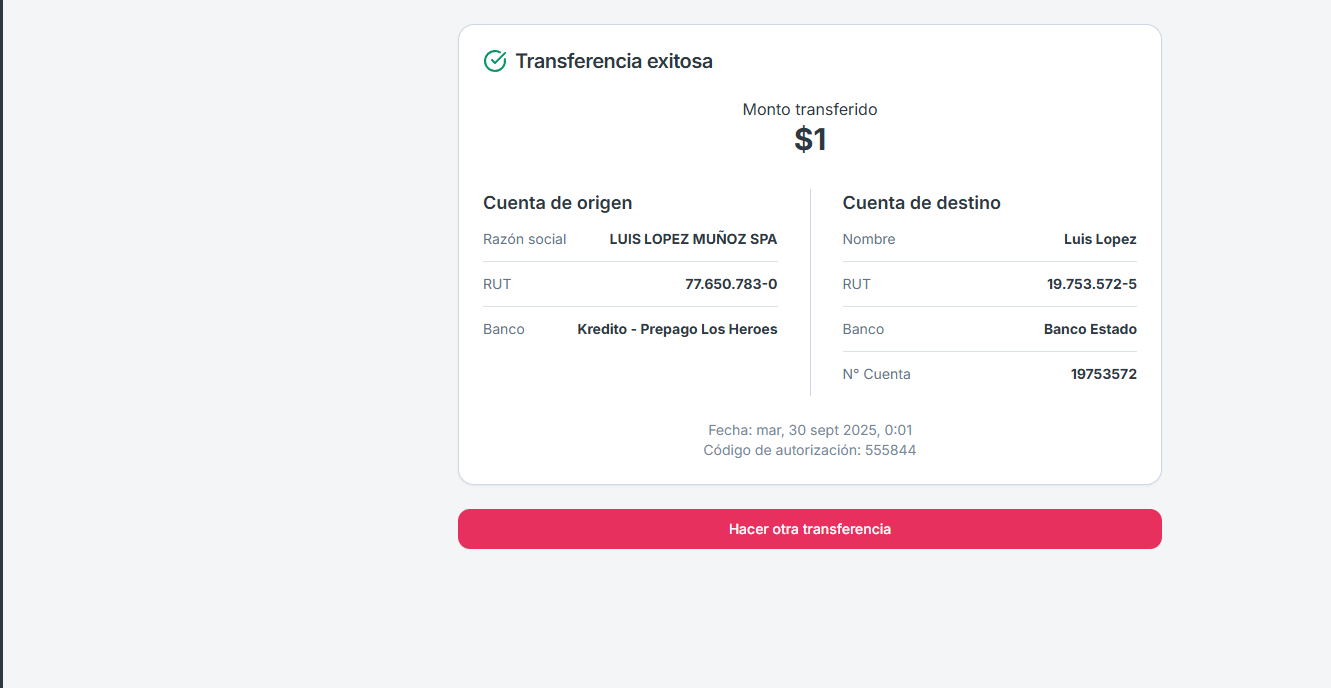 Transferencia exitosa
Monto transferido
$1
Cuenta de origen
Razón social LUIS LOPEZ MUÑOZ SPA
RUT 77.650.783-0
Banco Kredito - Prepago Los Heroes
Cuenta de destino
Nombre Luis Lopez
RUT 19.753.572-5
Banco Banco Estado
N° Cuenta 19753572
Fecha: mar, 30 sept 2025, 0:01
Código de autorización: 555844
Hacer otra transferencia